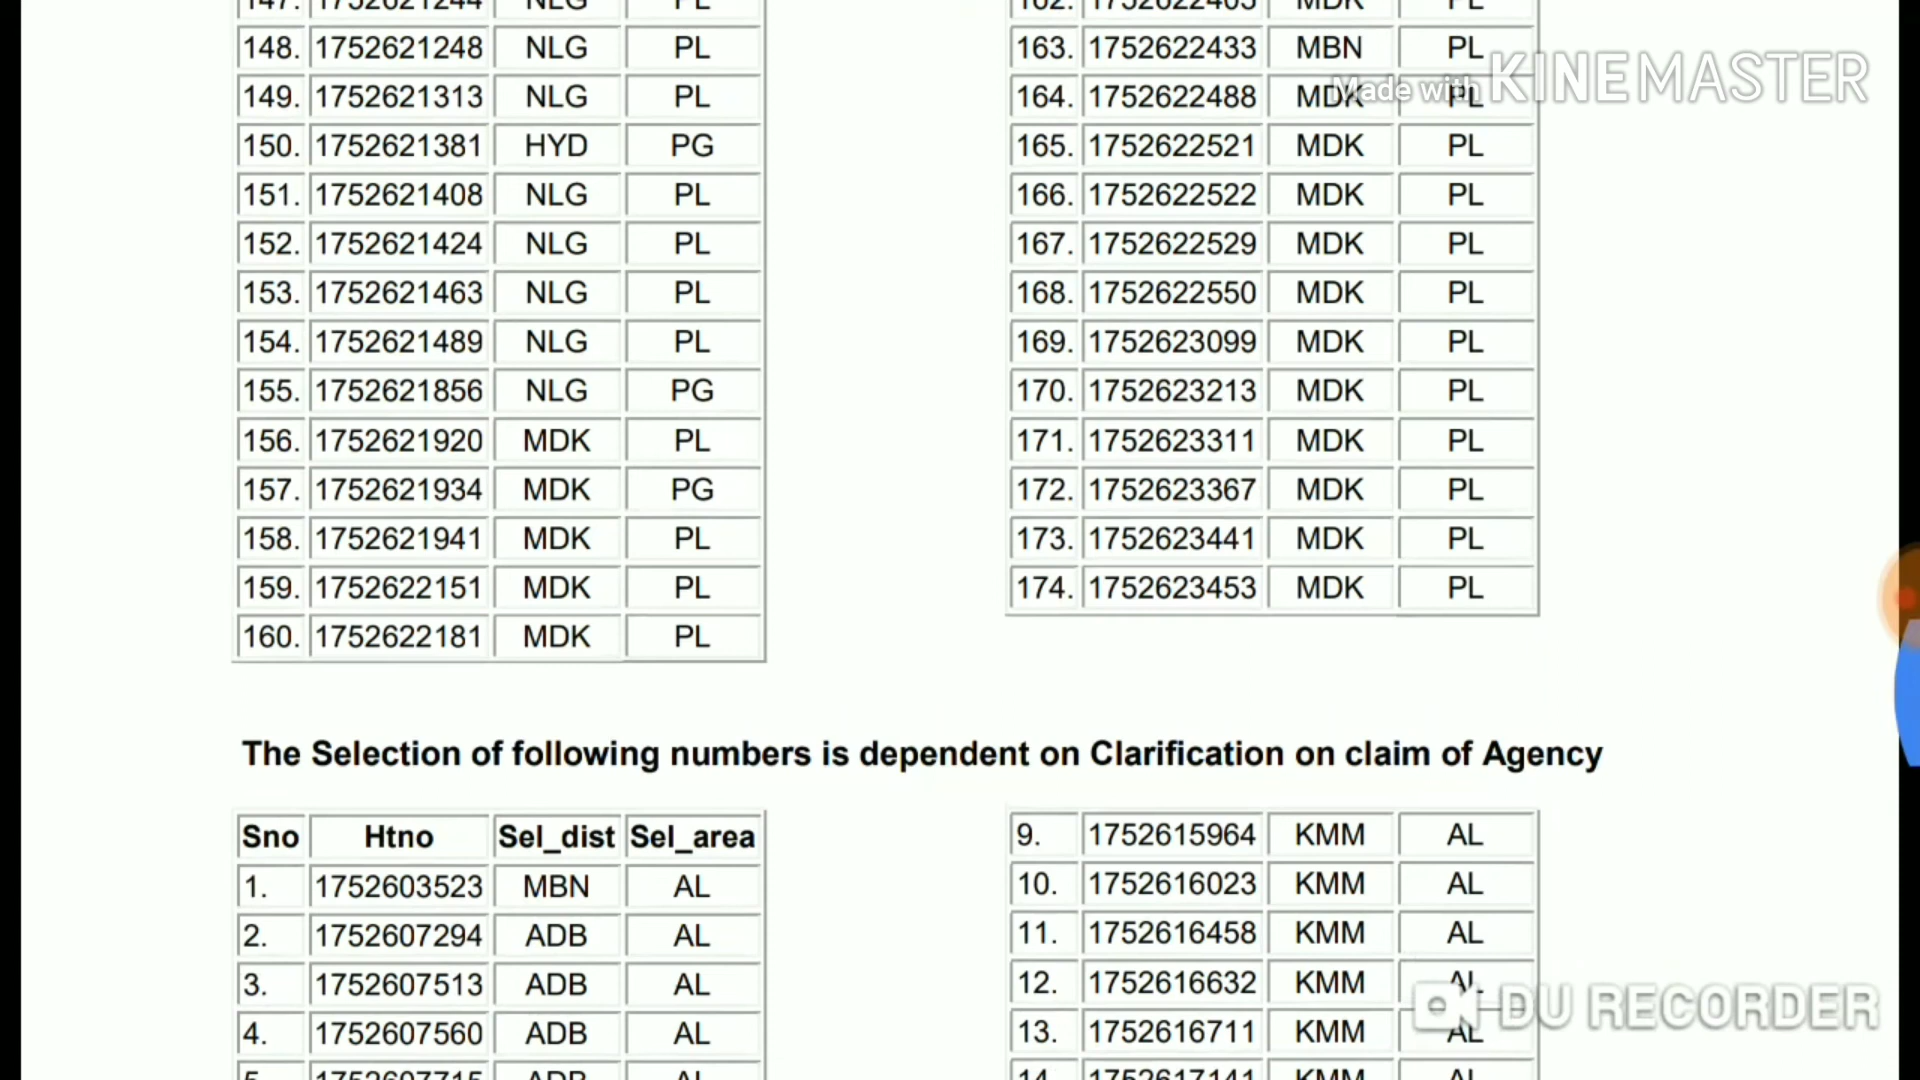 148. 1752621248 NLG PL
149. 1752621313 NLG PL
150. 1752621381 HYD PG
151. 1752621408 NLG PL
152. 1752621424 NLG PL
153. 1752621463 NLG PL
154. 1752621489 NLG PL
155. 1752621856 NLG PG
156. 1752621920 MDK PL
157. 1752621934 MDK PG
158. 1752621941 MDK PL
159. 1752622151 MDK PL
160. 1752622181 MDK PL
163. 1752622433 MBN PL
164. 1752622488 MDK PL
165. 1752622521 MDK PL
166. 1752622522 MDK PL
167. 1752622529 MDK PL
168. 1752622550 MDK PL
169. 1752623099 MDK PL
170. 1752623213 MDK PL
171. 1752623311 MDK PL
172. 1752623367 MDK PL
173. 1752623441 MDK PL
174. 1752623453 MDK PL
Made with KINEMASTER
The Selection of following numbers is dependent on Clarification on claim of Agency
Sno Htno Sel_dist Sel_area
1. 1752603523 MBN AL
2. 1752607294 ADB AL
3. 1752607513 ADB AL
4. 1752607560 ADB AL
9. 1752615964 KMM AL
10. 1752616023 KMM AL
11. 1752616458 KMM AL
12. 1752616632 KMM AL
13. 1752616711 KMM AL
DU RECORDER